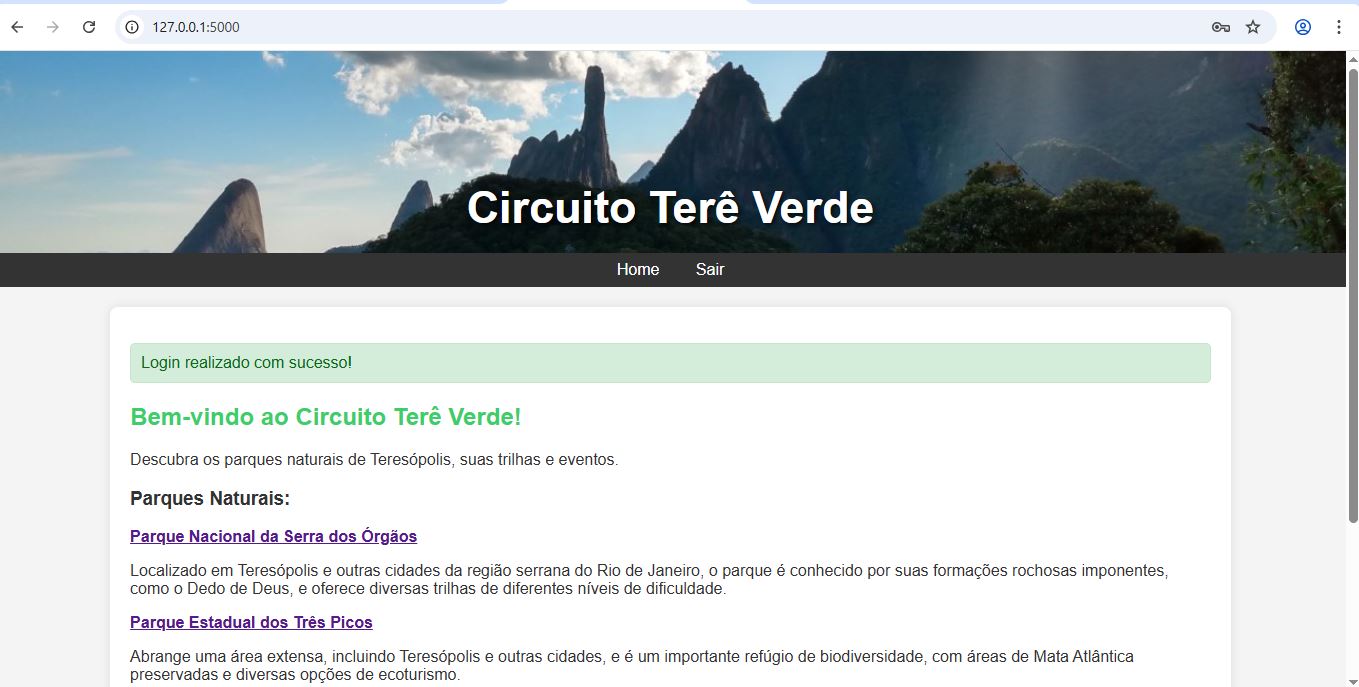 127.0.0.1:5000
Circuito Terê Verde
Home Sair
Login realizado com sucesso!
Bem-vindo ao Circuito Terê Verde!
Descubra os parques naturais de Teresópolis, suas trilhas e eventos.
Parques Naturais:
Parque Nacional da Serra dos Órgãos
Localizado em Teresópolis e outras cidades da região serrana do Rio de Janeiro, o parque é conhecido por suas formações rochosas imponentes,
como o Dedo de Deus, e oferece diversas trilhas de diferentes níveis de dificuldade.
Parque Estadual dos Três Picos
Abrange uma área extensa, incluindo Teresópolis e outras cidades, e é um importante refúgio de biodiversidade, com áreas de Mata Atlântica
preservadas e diversas opções de ecoturismo.